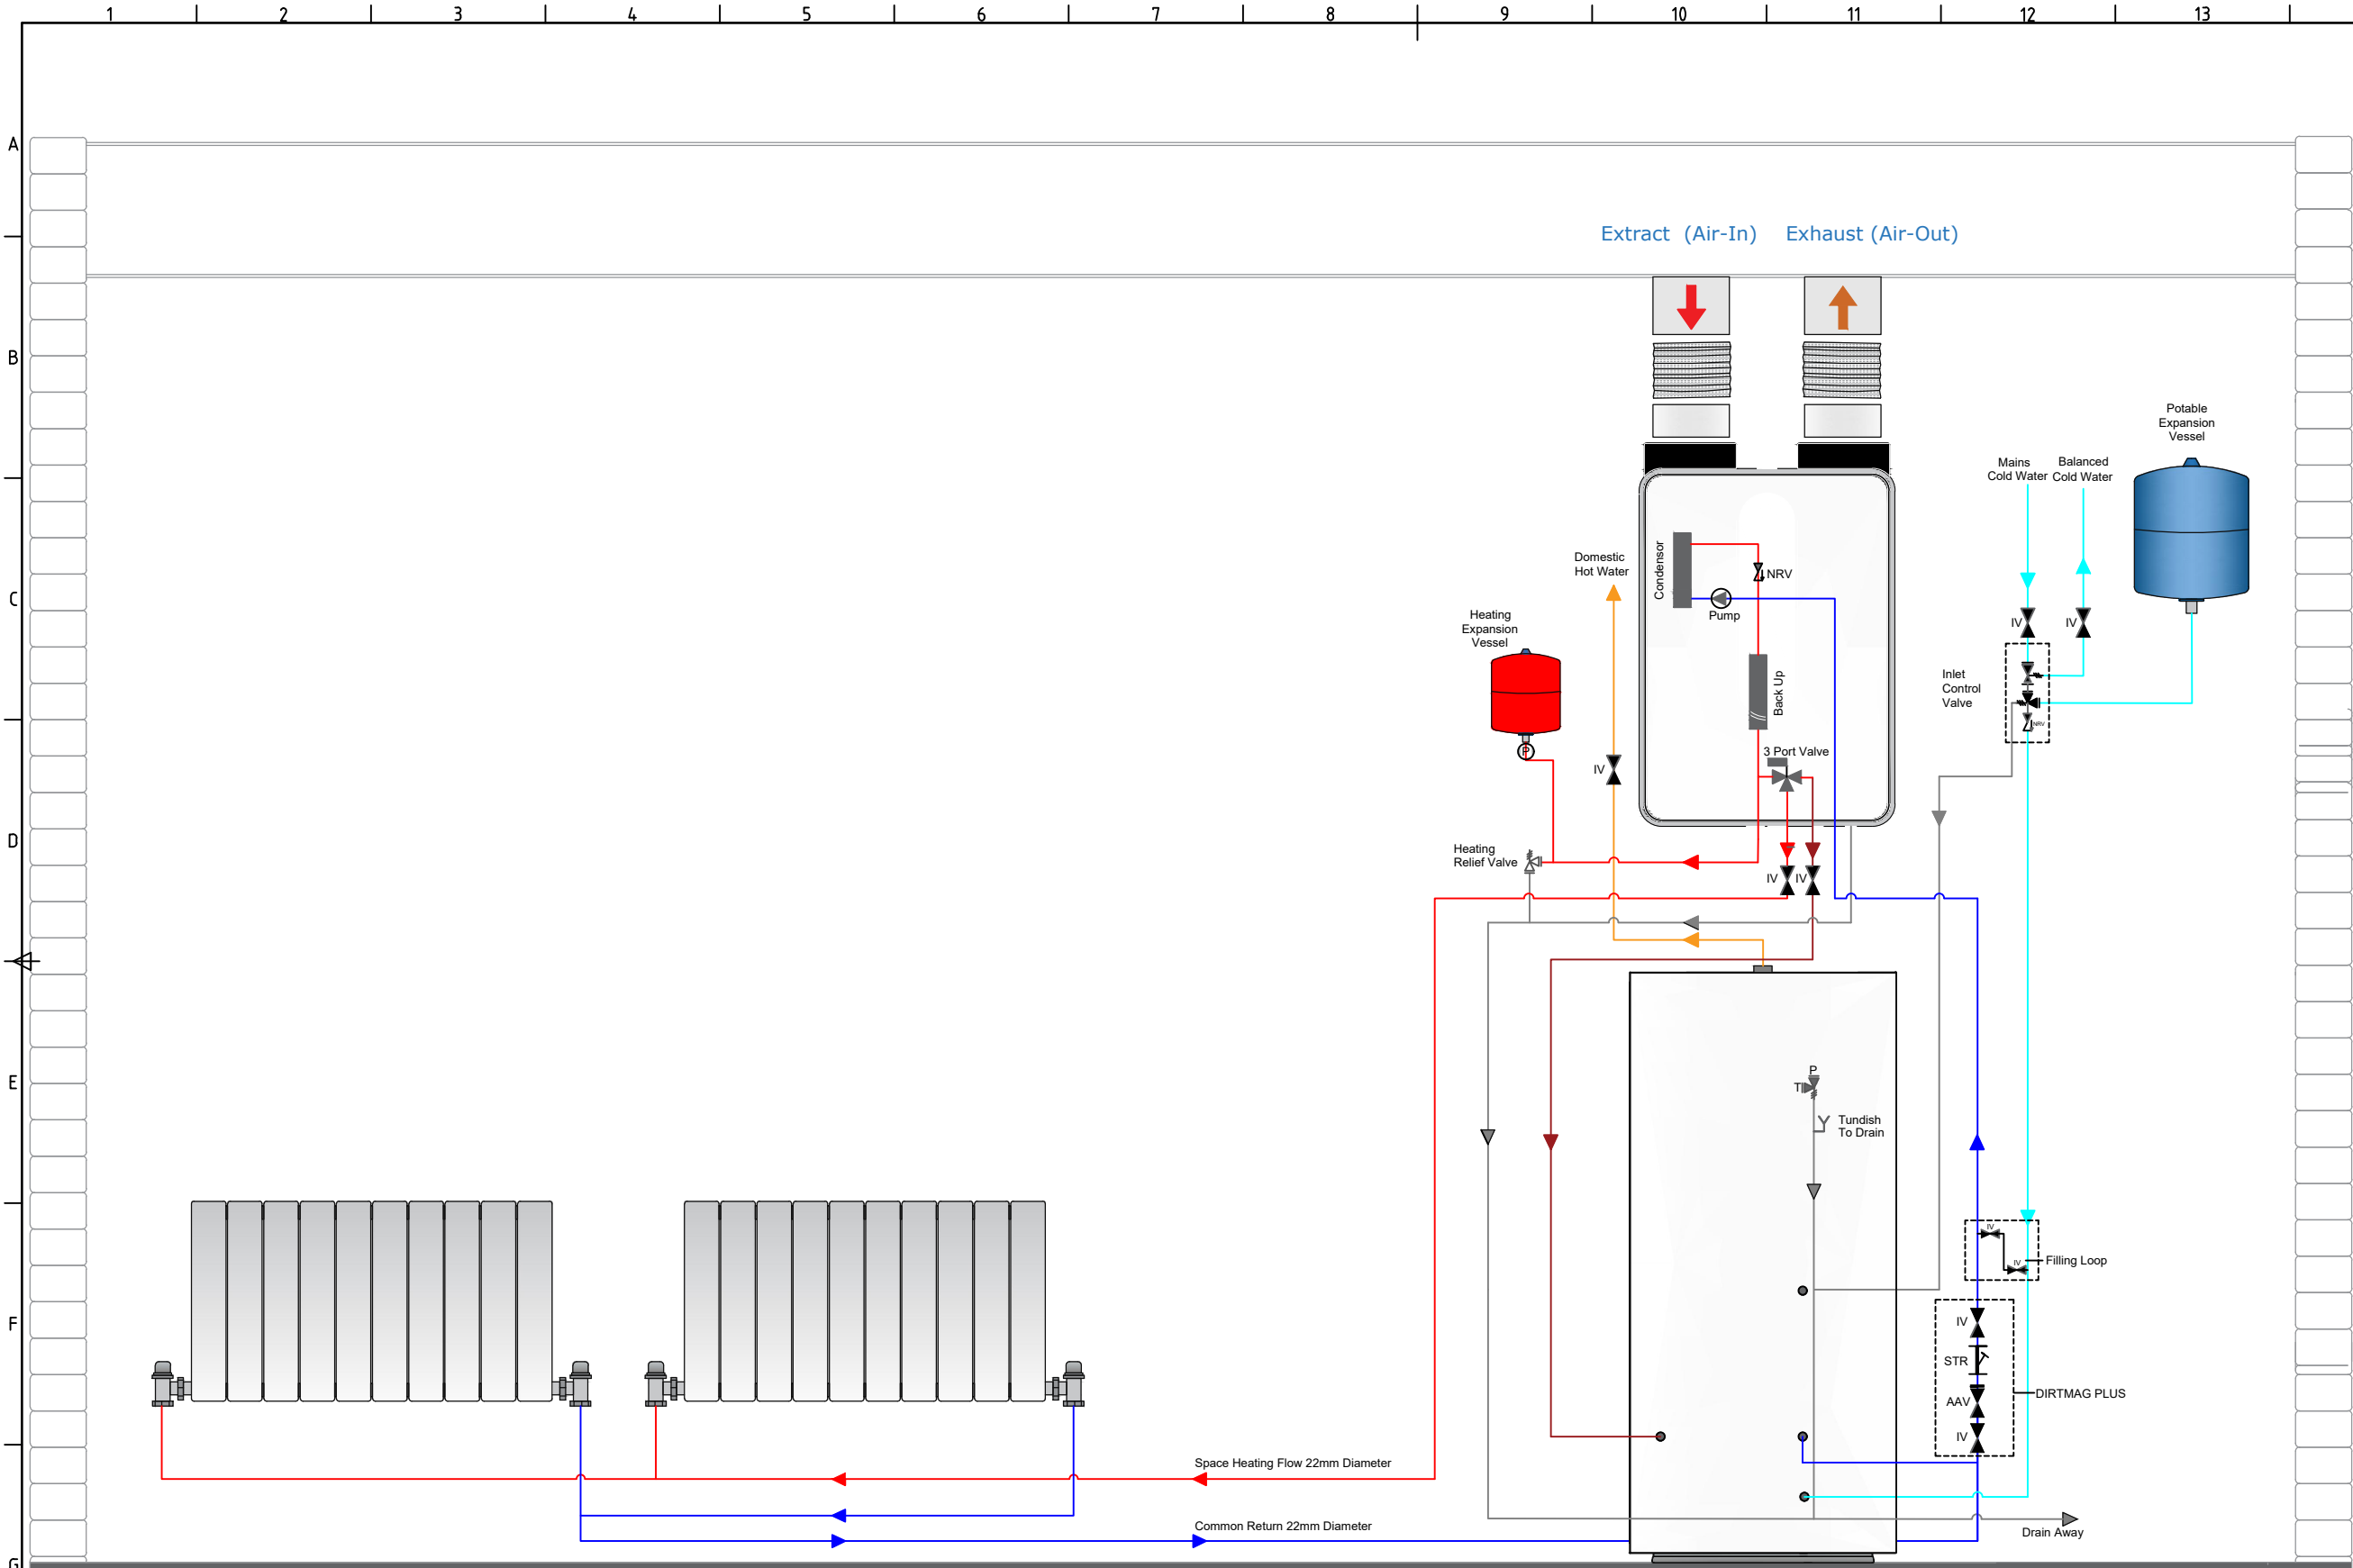 1 2 3 4 5 6 7 8 9 10 11 12 13
A
B
C
D
E
F
G
Extract (Air-In) Exhaust (Air-Out)
Potable
Expansion
Vessel
Mains
Cold Water
Balanced
Cold Water
Domestic
Hot Water
Condensor
NRV
Pump
Heating
Expansion
Vessel
IV
IV
Back Up
Inlet
Control
Valve
NRV
P
IV
3 Port Valve
Heating
Relief Valve
IV
IV
P
T
Tundish
To Drain
IV
IV
Filling Loop
IV
STR
AAV
IV
DIRTMAG PLUS
Space Heating Flow 22mm Diameter
Common Return 22mm Diameter
Drain Away